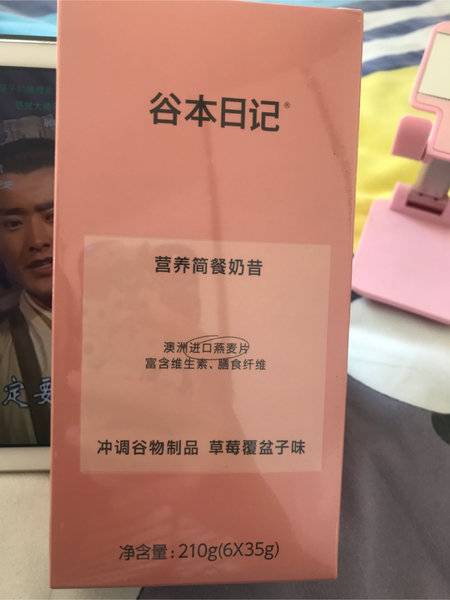 谷本日记®
营养简餐奶昔
澳洲进口燕麦片
富含维生素、膳食纤维
冲调谷物制品 草莓覆盆子味
净含量:210g(6X35g)
定要